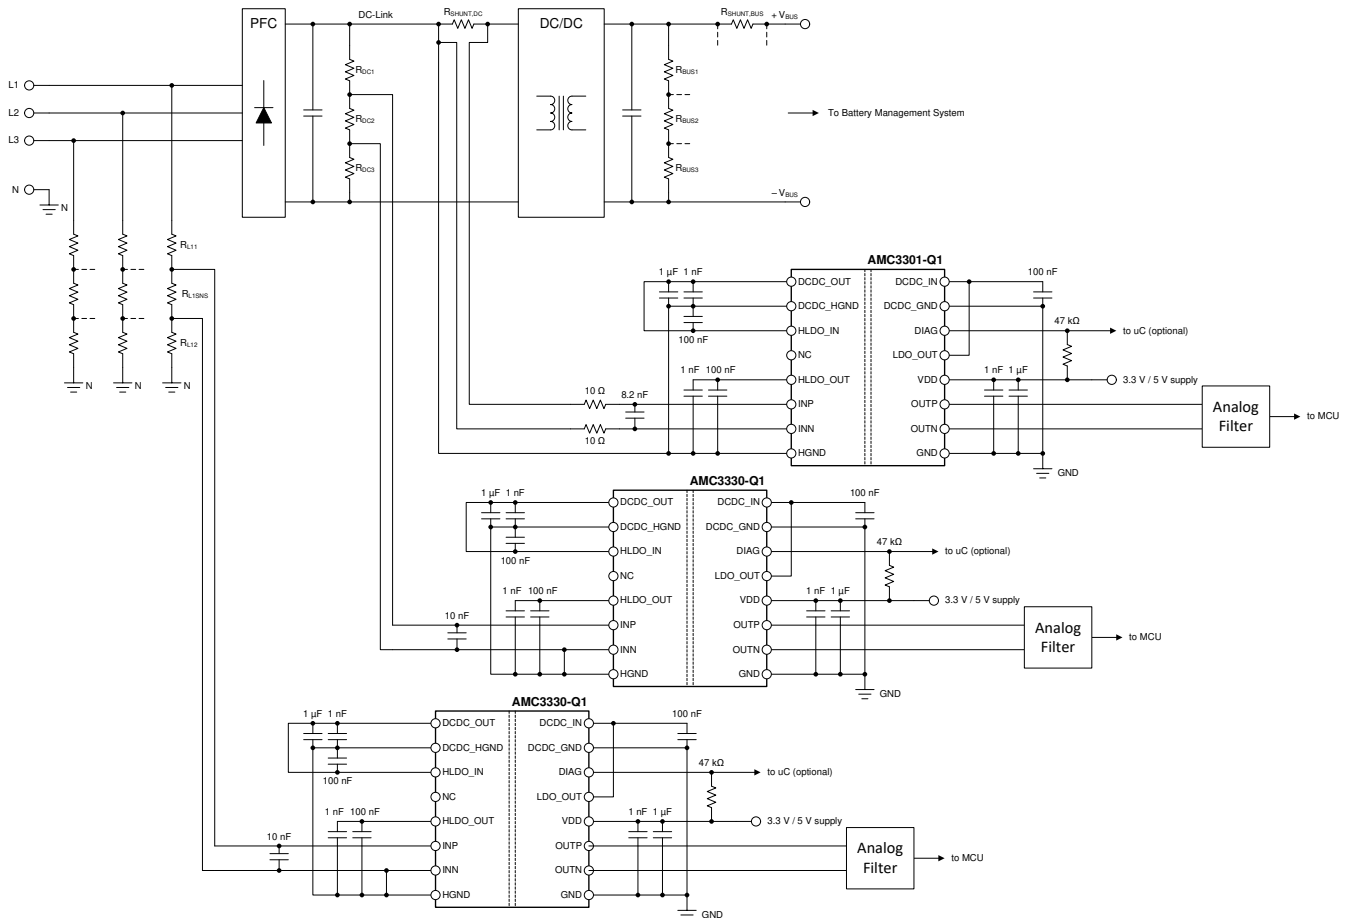 PFC
DC-Link
RSHUNT,DC
DC/DC
RSHUNT,BUS
+ VBUS
L1
L2
L3
N
N
RDC1
RDC2
RDC3
RBUS1
RBUS2
RBUS3
To Battery Management System
– VBUS
RL11
RL1SNS
RL12
N
N
N
AMC3301-Q1
1 µF
1 nF
100 nF
DCDC_OUT
DCDC_HGND
HLDO_IN
NC
HLDO_OUT
INP
INN
HGND
1 nF
100 nF
10 Ω
8.2 nF
10 Ω
DCDC_IN
DCDC_GND
DIAG
LDO_OUT
VDD
OUTP
OUTN
GND
100 nF
47 kΩ
to uC (optional)
1 nF
1 µF
3.3 V / 5 V supply
Analog
Filter
to MCU
GND
AMC3330-Q1
1 µF
1 nF
100 nF
DCDC_OUT
DCDC_HGND
HLDO_IN
NC
HLDO_OUT
INP
INN
HGND
1 nF
100 nF
10 nF
DCDC_IN
DCDC_GND
DIAG
LDO_OUT
VDD
OUTP
OUTN
GND
100 nF
47 kΩ
to uC (optional)
1 nF
1 µF
3.3 V / 5 V supply
Analog
Filter
to MCU
GND
AMC3330-Q1
1 µF
1 nF
100 nF
DCDC_OUT
DCDC_HGND
HLDO_IN
NC
HLDO_OUT
INP
INN
HGND
1 nF
100 nF
10 nF
DCDC_IN
DCDC_GND
DIAG
LDO_OUT
VDD
OUTP
OUTN
GND
100 nF
47 kΩ
to uC (optional)
1 nF
1 µF
3.3 V / 5 V supply
Analog
Filter
to MCU
GND